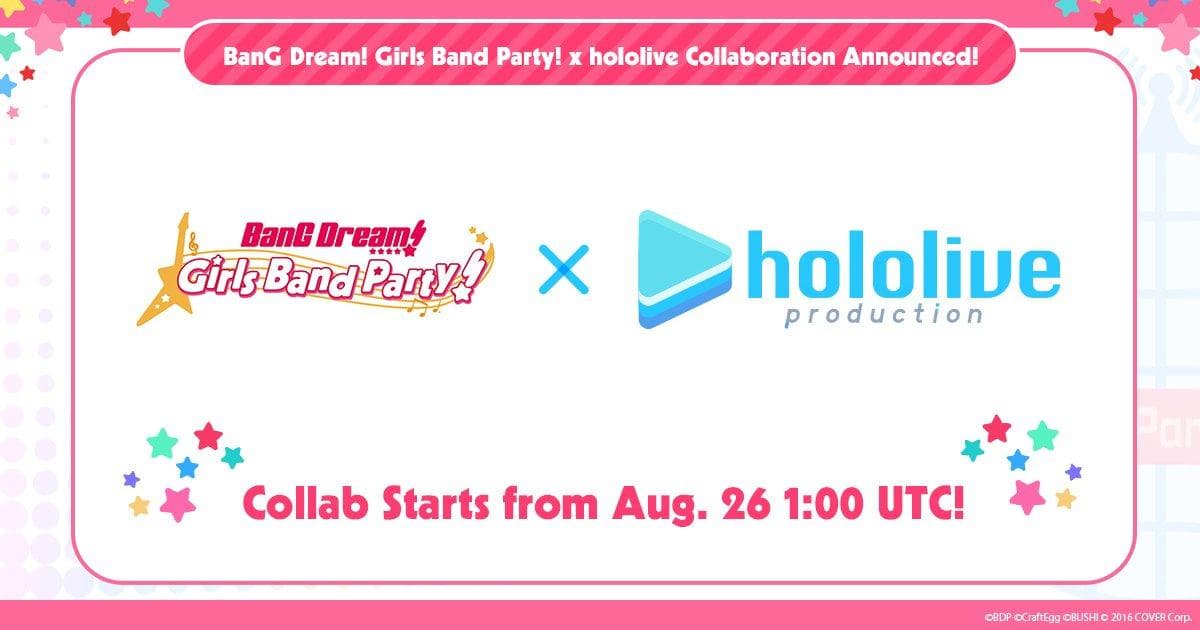 BanG Dream! Girls Band Party! x hololive Collaboration Announced!
BanG Dream!
Girls Band Party!
hololive
production
Collab Starts from Aug. 26 1:00 UTC!
Par
©BDP ©CraftEgg ©BUSHI © 2016 COVER Corp.